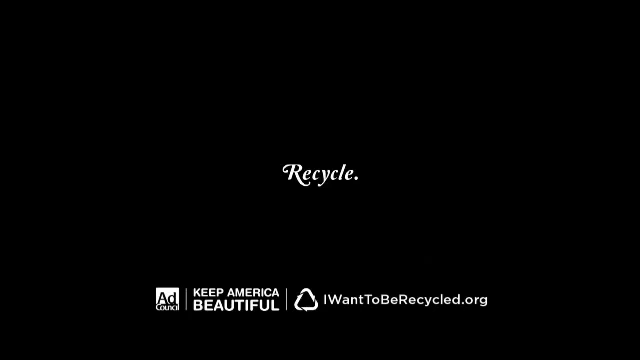 Recycle.
Ad
Council
KEEP AMERICA
BEAUTIFUL
IWantToBeRecycled.org